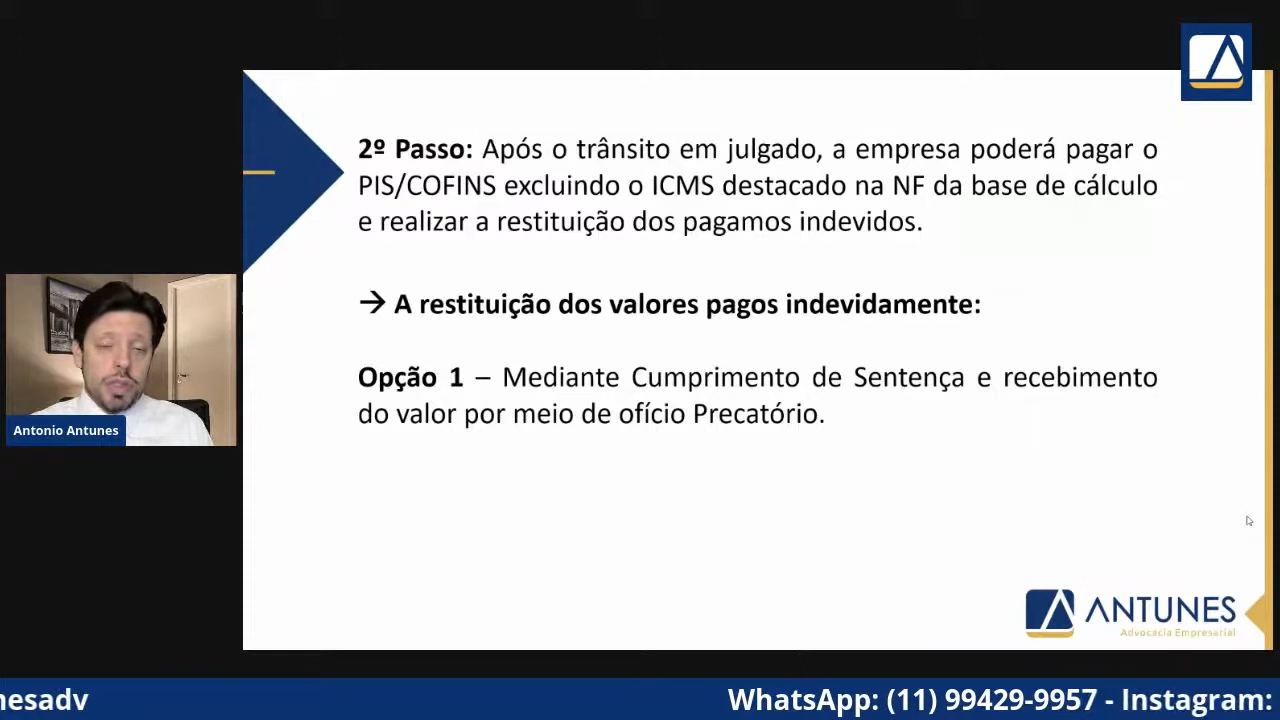 2º Passo: Após o trânsito em julgado, a empresa poderá pagar o
PIS/COFINS excluindo o ICMS destacado na NF da base de cálculo
e realizar a restituição dos pagamos indevidos.
→ A restituição dos valores pagos indevidamente:
Opção 1 – Mediante Cumprimento de Sentença e recebimento
do valor por meio de ofício Precatório.
Antonio Antunes
ANTUNES
Advocacia Empresarial
nesadv
WhatsApp: (11) 99429-9957 - Instagram: